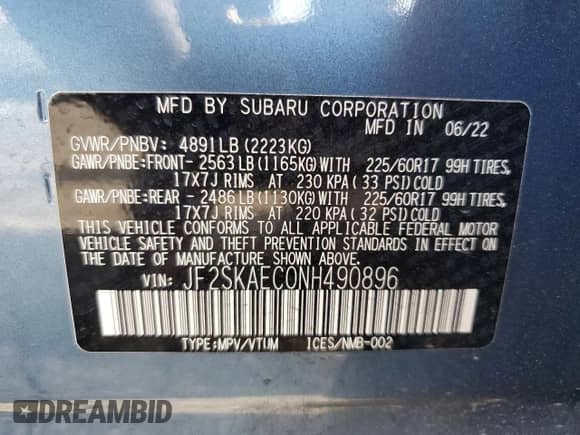 MFD BY SUBARU CORPORATION
MFD IN 06/22
GVWR/PNBV: 4891LB (2223KG)
GAWR/PNBE:FRONT- 2563LB(1165KG)WITH 225/60R17 99H TIRES,
17X7J RIMS AT 230 KPA(33 PSI)COLD
GAWR/PNBE:REAR - 2486LB(1130KG)WITH 225/60R17 99H TIRES,
17X7J RIMS AT 220 KPA(32 PSI)COLD
THIS VEHICLE CONFORMS TO ALL APPLICABLE FEDERAL MOTOR
VEHICLE SAFETY AND THEFT PREVENTION STANDARDS IN EFFECT ON
THE DATE OF MANUFACTURE SHOWN ABOVE.
VIN: JF2SKAEC0NH490896
TYPE:MPV/VTUM ICES/NMB-002
DREAMBID